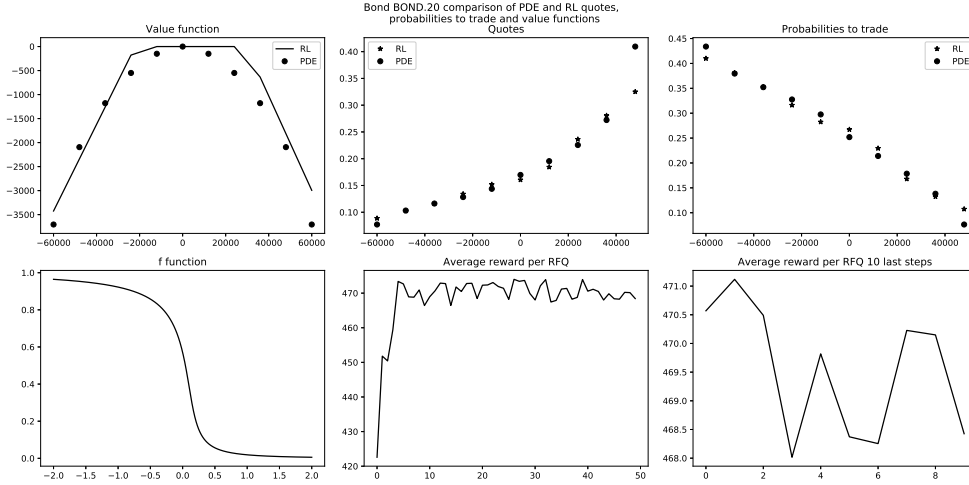 Bond BOND.20 comparison of PDE and RL quotes,
probabilities to trade and value functions
Value function
RL
PDE
0
−500
−1000
−1500
−2000
−2500
−3000
−3500
−60000 −40000 −20000 0 20000 40000 60000
Quotes
RL
PDE
0.40
0.35
0.30
0.25
0.20
0.15
0.10
−60000 −40000 −20000 0 20000 40000
Probabilities to trade
RL
PDE
0.45
0.40
0.35
0.30
0.25
0.20
0.15
0.10
−60000 −40000 −20000 0 20000 40000
f function
1.0
0.8
0.6
0.4
0.2
0.0
−2.0 −1.5 −1.0 −0.5 0.0 0.5 1.0 1.5 2.0
Average reward per RFQ
470
460
450
440
430
420
0 10 20 30 40 50
Average reward per RFQ 10 last steps
471.0
470.5
470.0
469.5
469.0
468.5
468.0
0 2 4 6 8